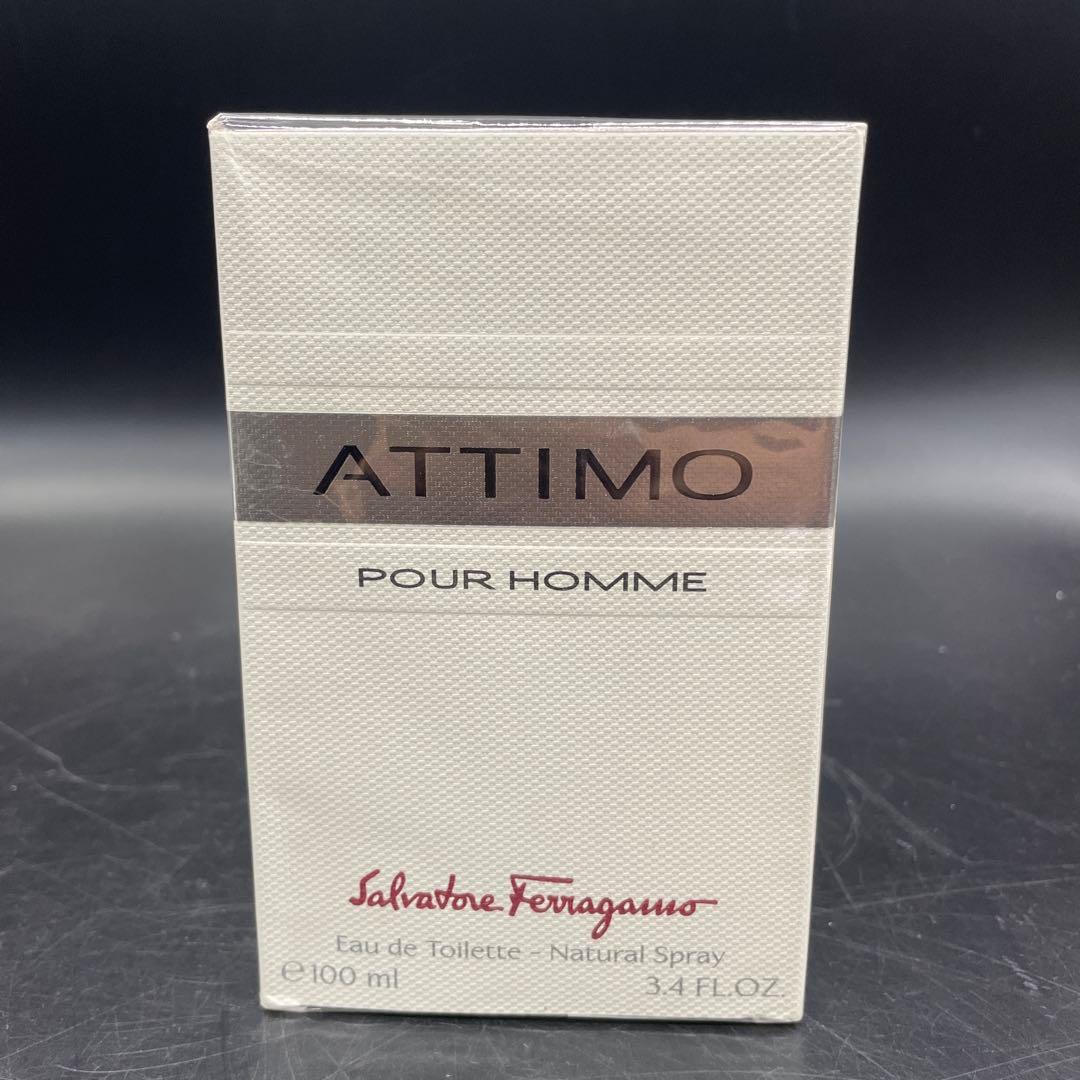 ATTIMO
POUR HOMME
Salvatore Ferragamo
Eau de Toilette - Natural Spray
℮100 ml 3.4 FL.OZ.